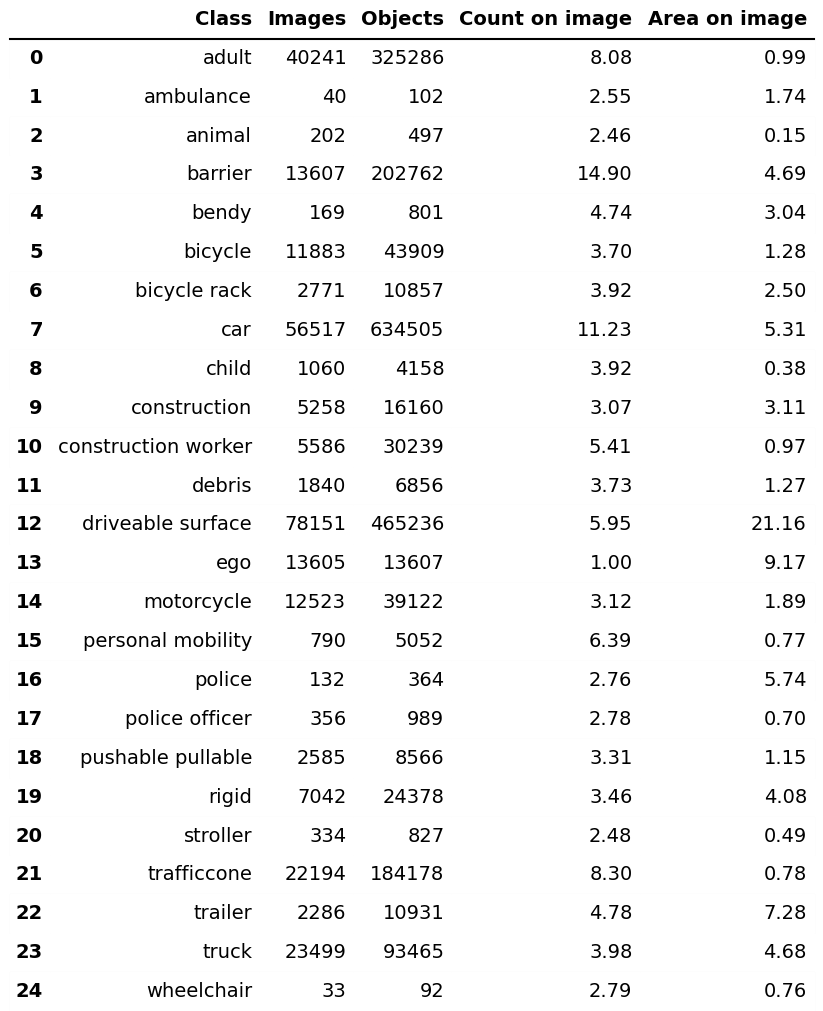 Class Images Objects Count on image Area on image
0 adult 40241 325286 8.08 0.99
1 ambulance 40 102 2.55 1.74
2 animal 202 497 2.46 0.15
3 barrier 13607 202762 14.90 4.69
4 bendy 169 801 4.74 3.04
5 bicycle 11883 43909 3.70 1.28
6 bicycle rack 2771 10857 3.92 2.50
7 car 56517 634505 11.23 5.31
8 child 1060 4158 3.92 0.38
9 construction 5258 16160 3.07 3.11
10 construction worker 5586 30239 5.41 0.97
11 debris 1840 6856 3.73 1.27
12 driveable surface 78151 465236 5.95 21.16
13 ego 13605 13607 1.00 9.17
14 motorcycle 12523 39122 3.12 1.89
15 personal mobility 790 5052 6.39 0.77
16 police 132 364 2.76 5.74
17 police officer 356 989 2.78 0.70
18 pushable pullable 2585 8566 3.31 1.15
19 rigid 7042 24378 3.46 4.08
20 stroller 334 827 2.48 0.49
21 trafficcone 22194 184178 8.30 0.78
22 trailer 2286 10931 4.78 7.28
23 truck 23499 93465 3.98 4.68
24 wheelchair 33 92 2.79 0.76